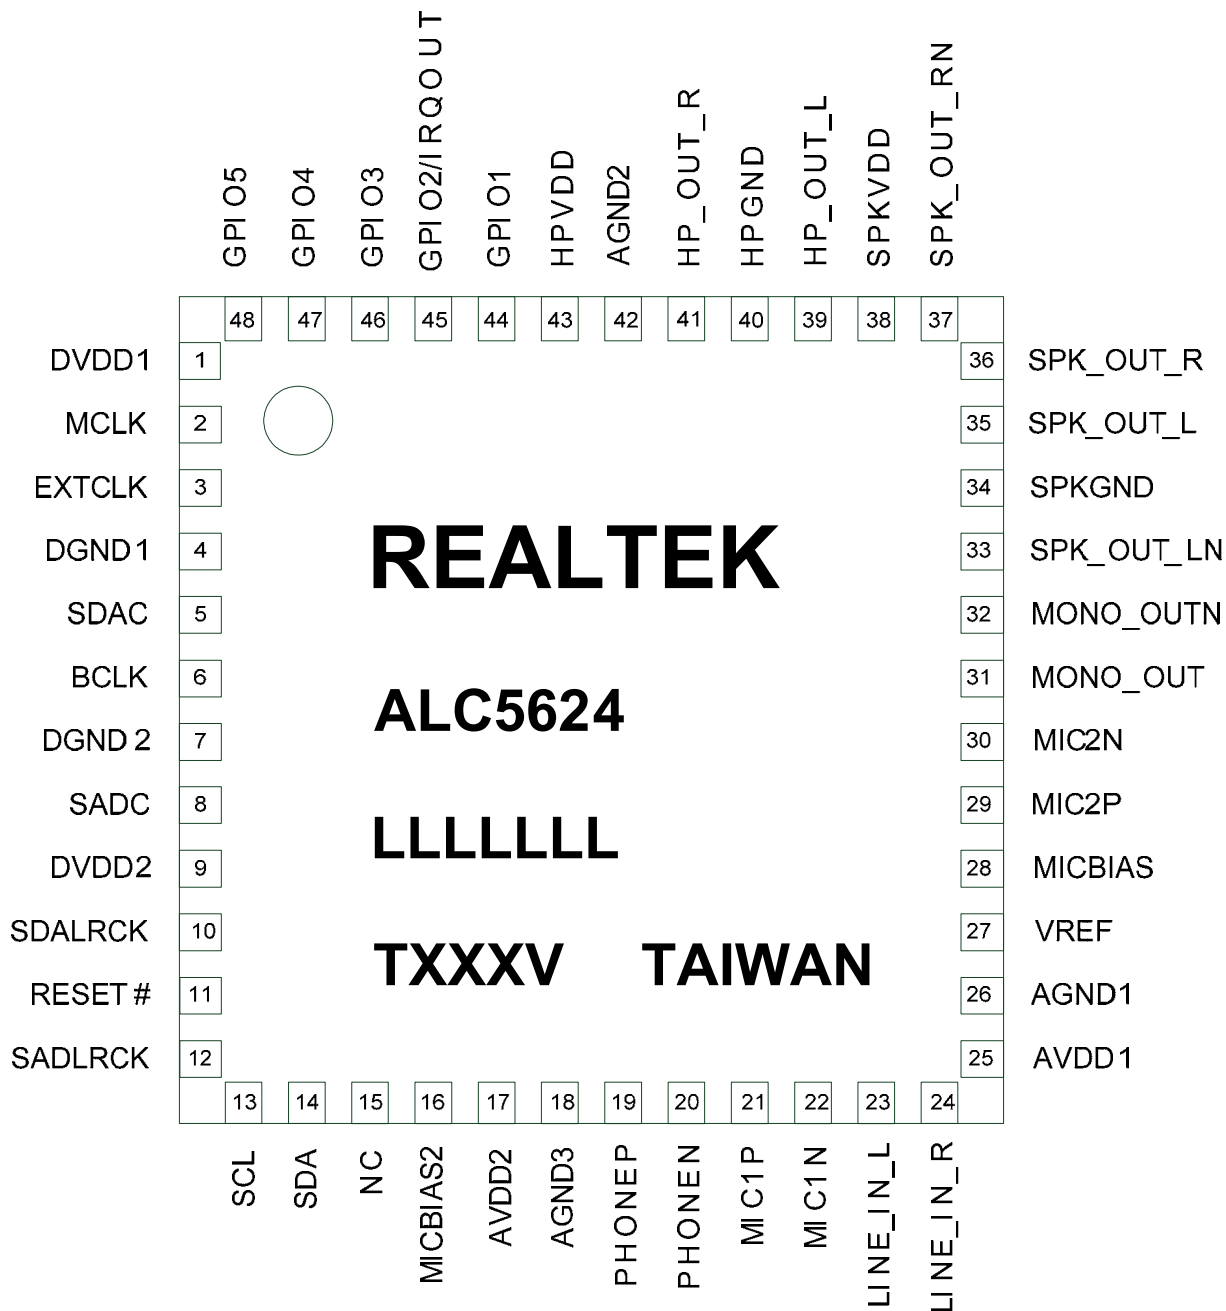 GPIO5
GPIO4
GPIO3
GPIO2/IRQOUT
GPIO1
HPVDD
AGND2
HP_OUT_R
HPGND
HP_OUT_L
SPKVDD
SPK_OUT_RN
48 47 46 45 44 43 42 41 40 39 38 37
DVDD1 1
MCLK 2
EXTCLK 3
DGND1 4
SDAC 5
BCLK 6
DGND2 7
SADC 8
DVDD2 9
SDALRCK 10
RESET# 11
SADLRCK 12
REALTEK
ALC5624
LLLLLLL
TXXXV TAIWAN
36 SPK_OUT_R
35 SPK_OUT_L
34 SPKGND
33 SPK_OUT_LN
32 MONO_OUTN
31 MONO_OUT
30 MIC2N
29 MIC2P
28 MICBIAS
27 VREF
26 AGND1
25 AVDD1
13 14 15 16 17 18 19 20 21 22 23 24
SCL
SDA
NC
MICBIAS2
AVDD2
AGND3
PHONEP
PHONEN
MIC1P
MIC1N
LINE_IN_L
LINE_IN_R